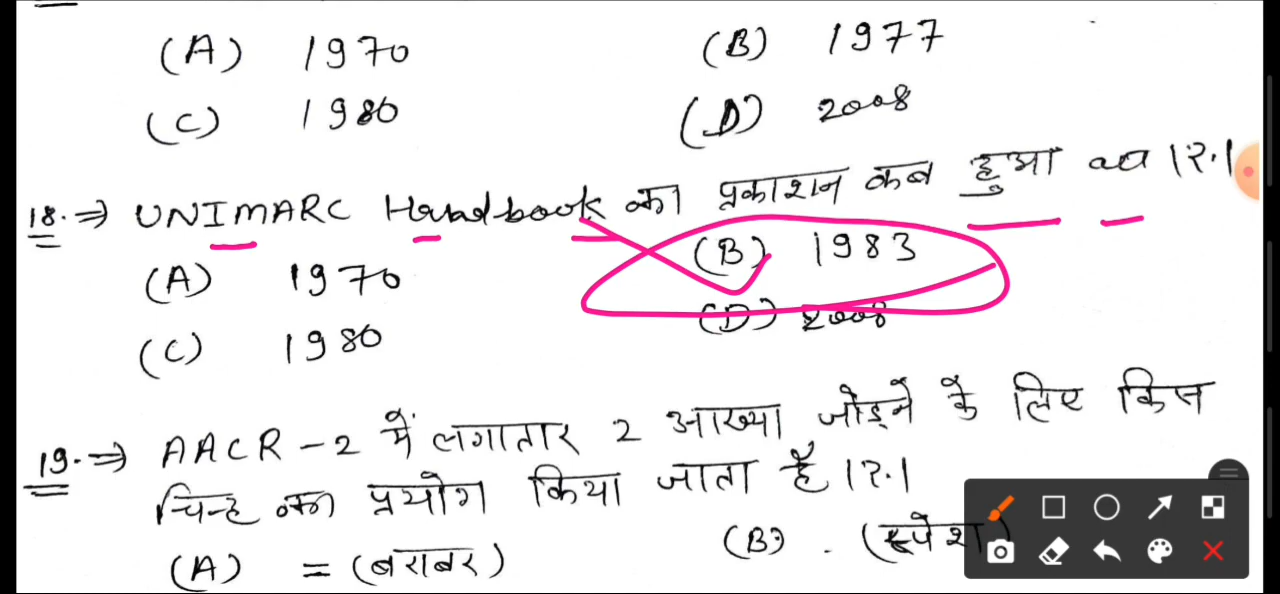 (A) 1970 (B) 1977
(C) 1980 (D) 2008
18.⇒ UNIMARC Handbook का प्रकाशन कब हुआ था ।?.।
(A) 1970 (B) 1983
(C) 1980 (D) 2008
19.⇒ AACR-2 में लगातार 2 आख्या जोड़ने के लिए किस
चिन्ह का प्रयोग किया जाता है ।?.।
(A) = (बराबर) (B) . (स्पेश)